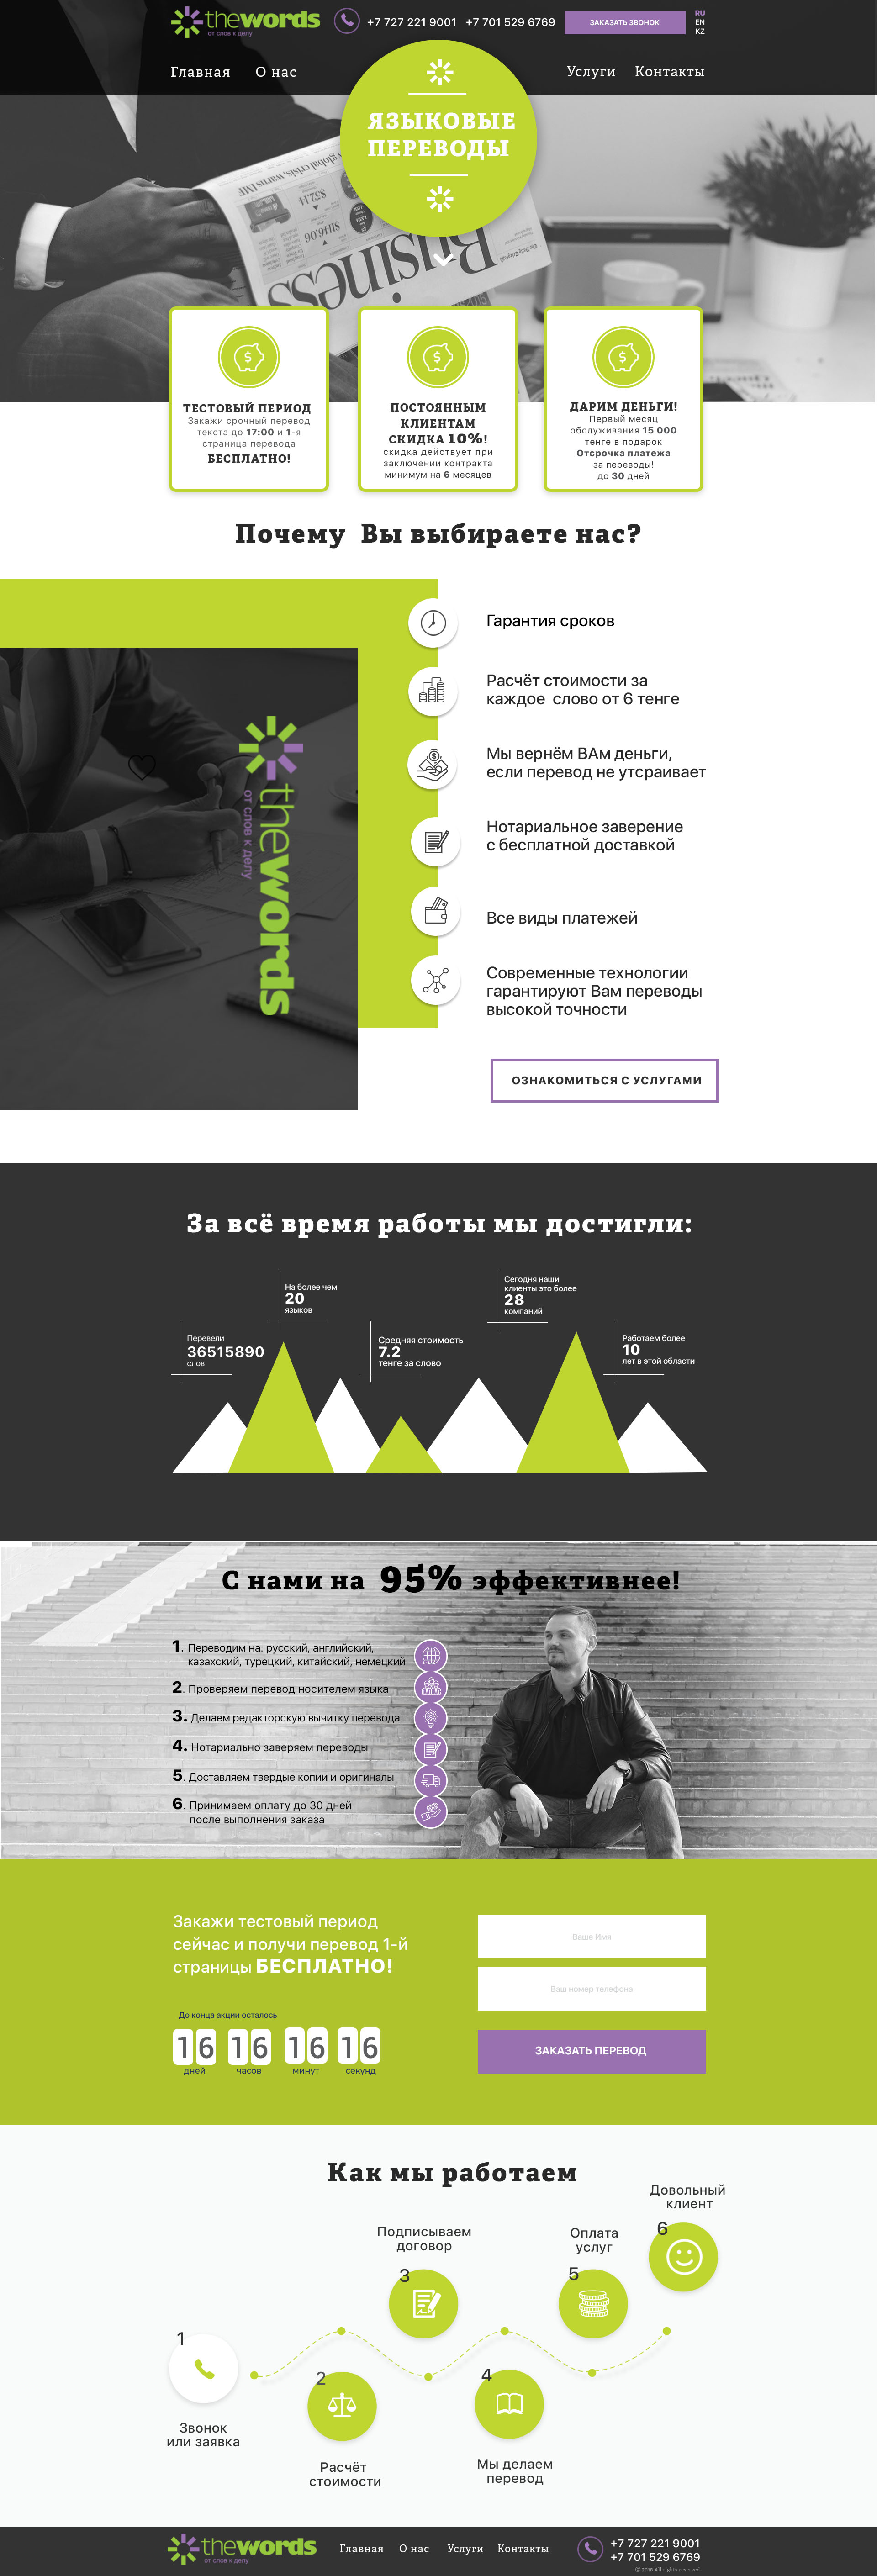 thewords
от слов к делу
+7 727 221 9001
+7 701 529 6769
ЗАКАЗАТЬ ЗВОНОК
RU
EN
KZ
Главная
О нас
Услуги
Контакты
ЯЗЫКОВЫЕ
ПЕРЕВОДЫ
Business
The Daily Telegraph
$2.14
$1046.90
ТЕСТОВЫЙ ПЕРИОД
Закажи срочный перевод
текста до 17:00 и 1-я
страница перевода
БЕСПЛАТНО!
ПОСТОЯННЫМ
КЛИЕНТАМ
СКИДКА 10%!
скидка действует при
заключении контракта
минимум на 6 месяцев
ДАРИМ ДЕНЬГИ!
Первый месяц
обслуживания 15 000
тенге в подарок
Отсрочка платежа
за переводы!
до 30 дней
Почему Вы выбираете нас?
thewords
от слов к делу
Гарантия сроков
Расчёт стоимости за
каждое слово от 6 тенге
Мы вернём ВАм деньги,
если перевод не утсраивает
Нотариальное заверение
с бесплатной доставкой
Все виды платежей
Современные технологии
гарантируют Вам переводы
высокой точности
ОЗНАКОМИТЬСЯ С УСЛУГАМИ
За всё время работы мы достигли:
Перевели
36515890
слов
На более чем
20
языков
Средняя стоимость
7.2
тенге за слово
Сегодня наши
клиенты это более
28
компаний
Работаем более
10
лет в этой области
С нами на 95% эффективнее!
1. Переводим на: русский, английский,
казахский, турецкий, китайский, немецкий
2. Проверяем перевод носителем языка
3. Делаем редакторскую вычитку перевода
4. Нотариально заверяем переводы
5. Доставляем твердые копии и оригиналы
6. Принимаем оплату до 30 дней
после выполнения заказа
Закажи тестовый период
сейчас и получи перевод 1-й
страницы БЕСПЛАТНО!
До конца акции осталось
16 16 16 16
дней часов минут секунд
Ваше Имя
Ваш номер телефона
ЗАКАЗАТЬ ПЕРЕВОД
Как мы работаем
1
Звонок
или заявка
2
Расчёт
стоимости
3
Подписываем
договор
4
Мы делаем
перевод
5
Оплата
услуг
6
Довольный
клиент
thewords
от слов к делу
Главная
О нас
Услуги
Контакты
+7 727 221 9001
+7 701 529 6769
© 2018 All rights reserved.